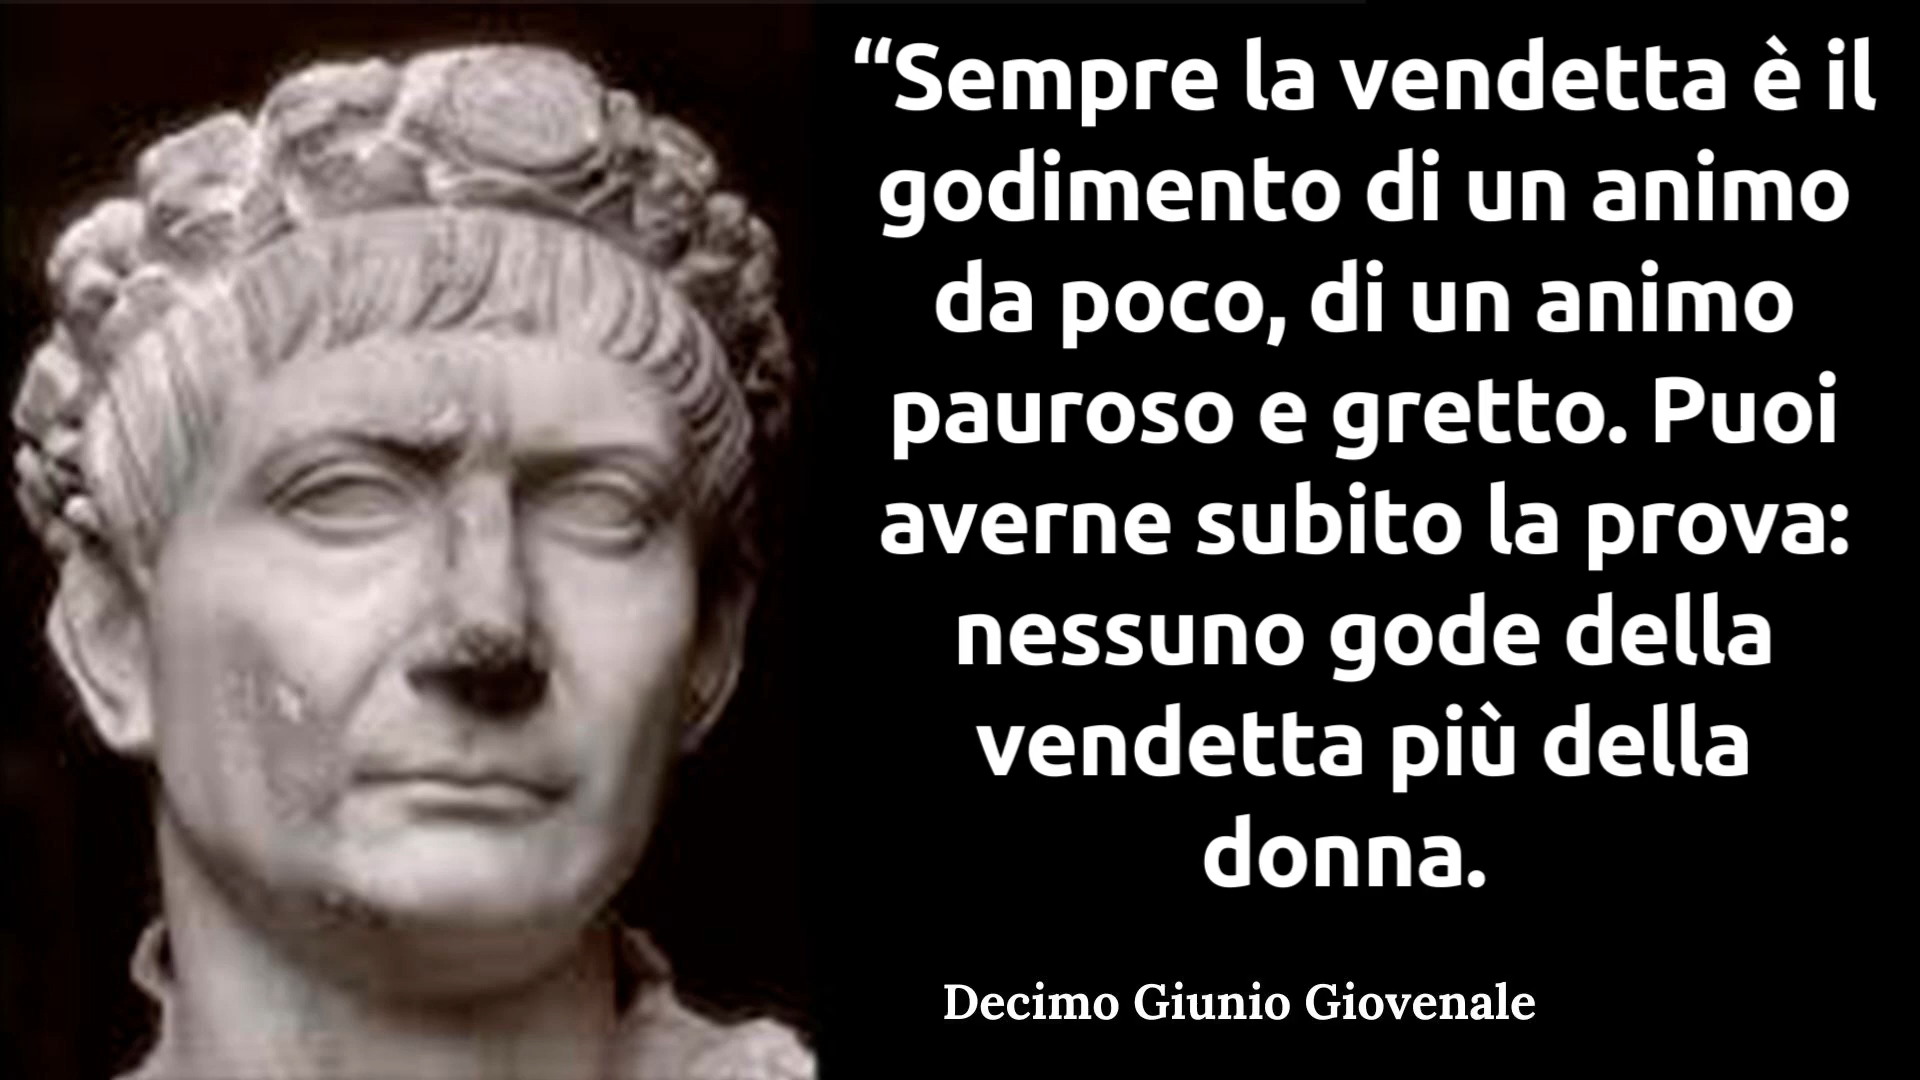 “Sempre la vendetta è il
godimento di un animo
da poco, di un animo
pauroso e gretto. Puoi
averne subito la prova:
nessuno gode della
vendetta più della
donna.
Decimo Giunio Giovenale